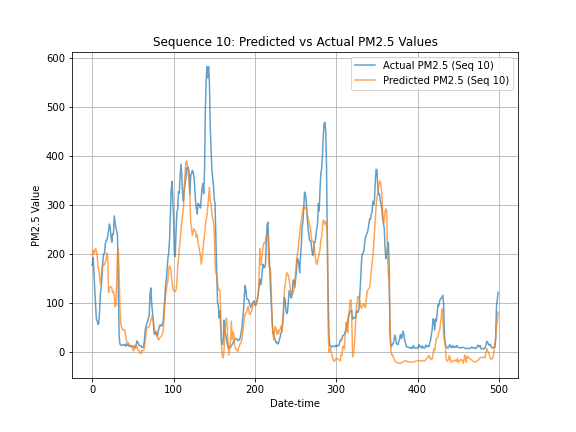 Sequence 10: Predicted vs Actual PM2.5 Values
Actual PM2.5 (Seq 10)
Predicted PM2.5 (Seq 10)
PM2.5 Value
600
500
400
300
200
100
0
0 100 200 300 400 500
Date-time